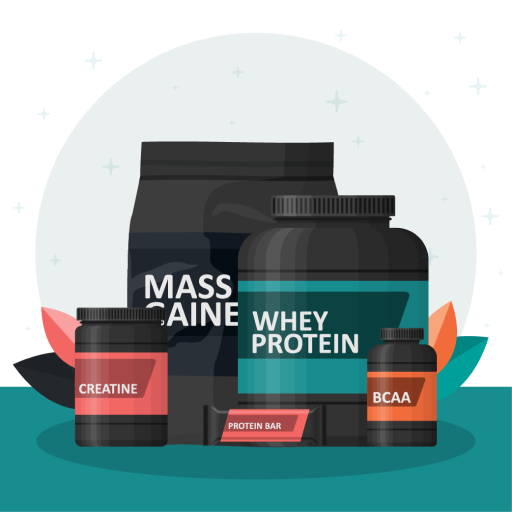 MASS
GAINE
WHEY
PROTEIN
CREATINE
BCAA
PROTEIN BAR